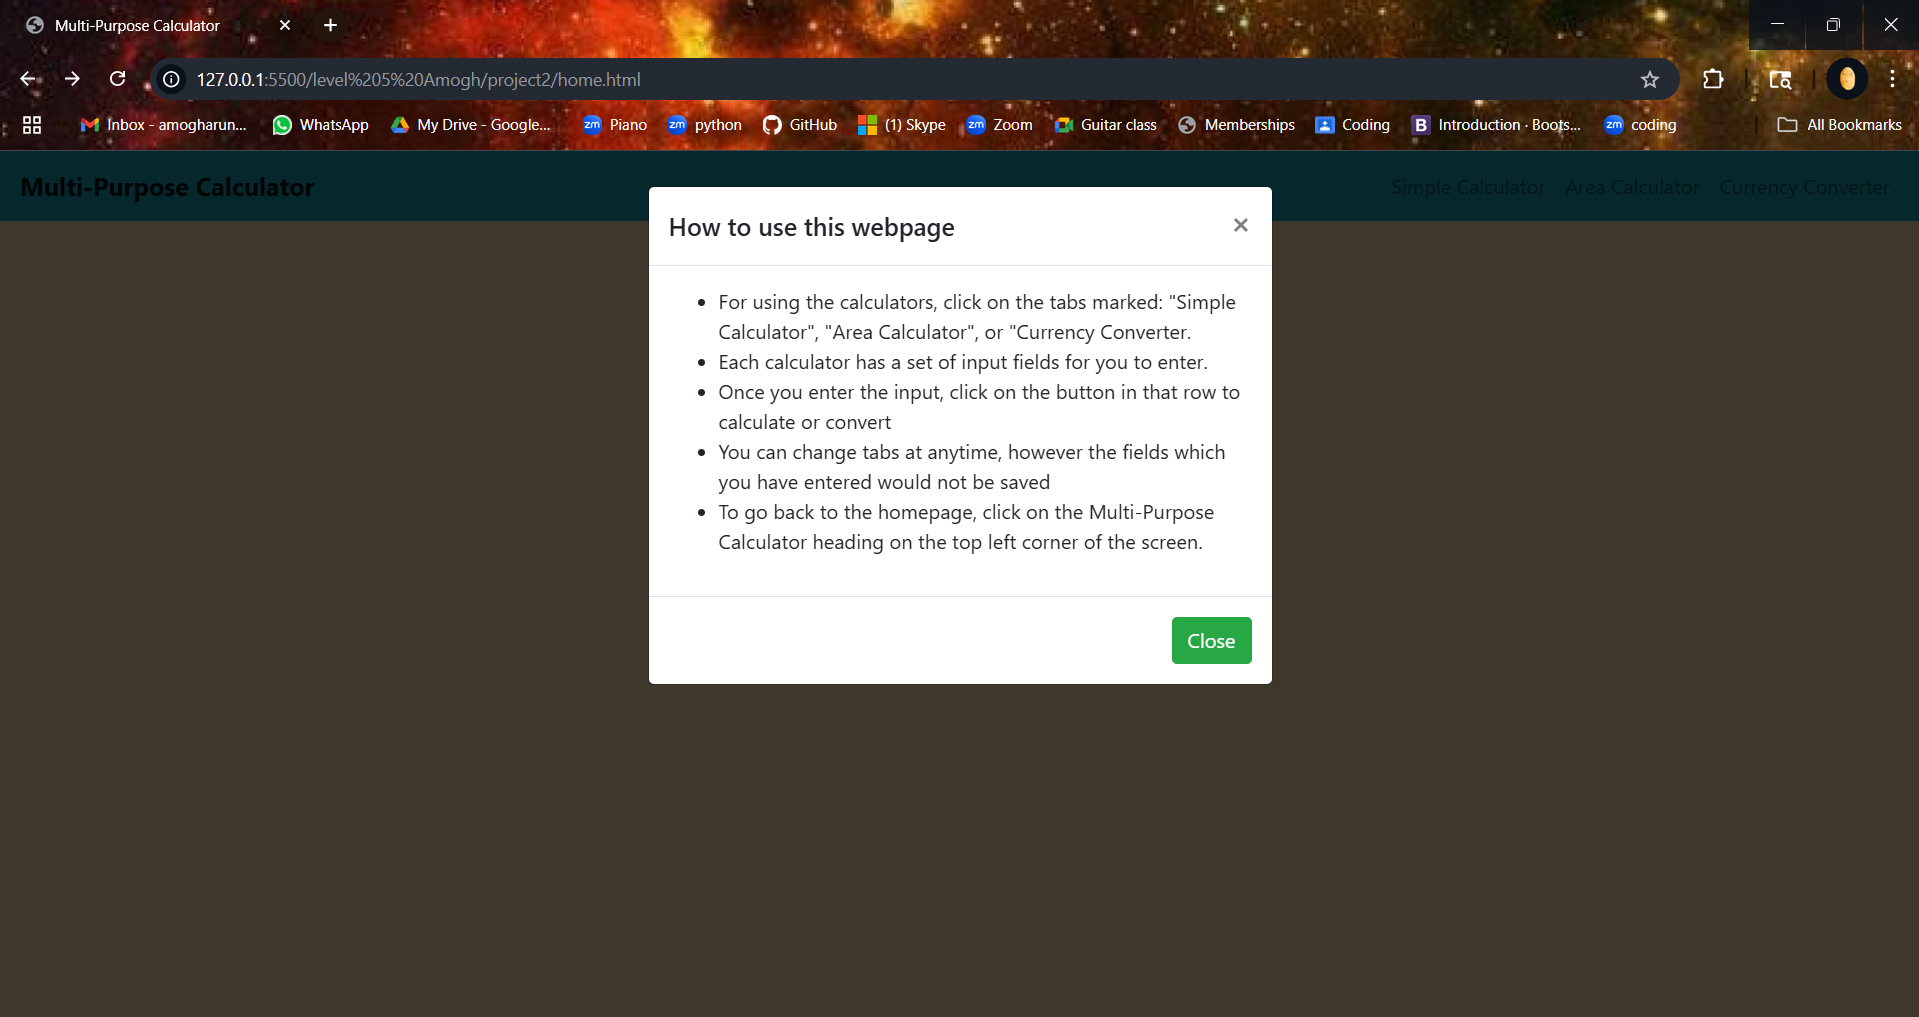 Multi-Purpose Calculator
127.0.0.1:5500/level%205%20Amogh/project2/home.html
Inbox - amogharun... WhatsApp My Drive - Google... zm Piano zm python GitHub (1) Skype zm Zoom Guitar class Memberships Coding B Introduction · Boots... zm coding All Bookmarks
Multi-Purpose Calculator Simple Calculator Area Calculator Currency Converter
How to use this webpage ×
• For using the calculators, click on the tabs marked: "Simple
Calculator", "Area Calculator", or "Currency Converter.
• Each calculator has a set of input fields for you to enter.
• Once you enter the input, click on the button in that row to
calculate or convert
• You can change tabs at anytime, however the fields which
you have entered would not be saved
• To go back to the homepage, click on the Multi-Purpose
Calculator heading on the top left corner of the screen.
Close